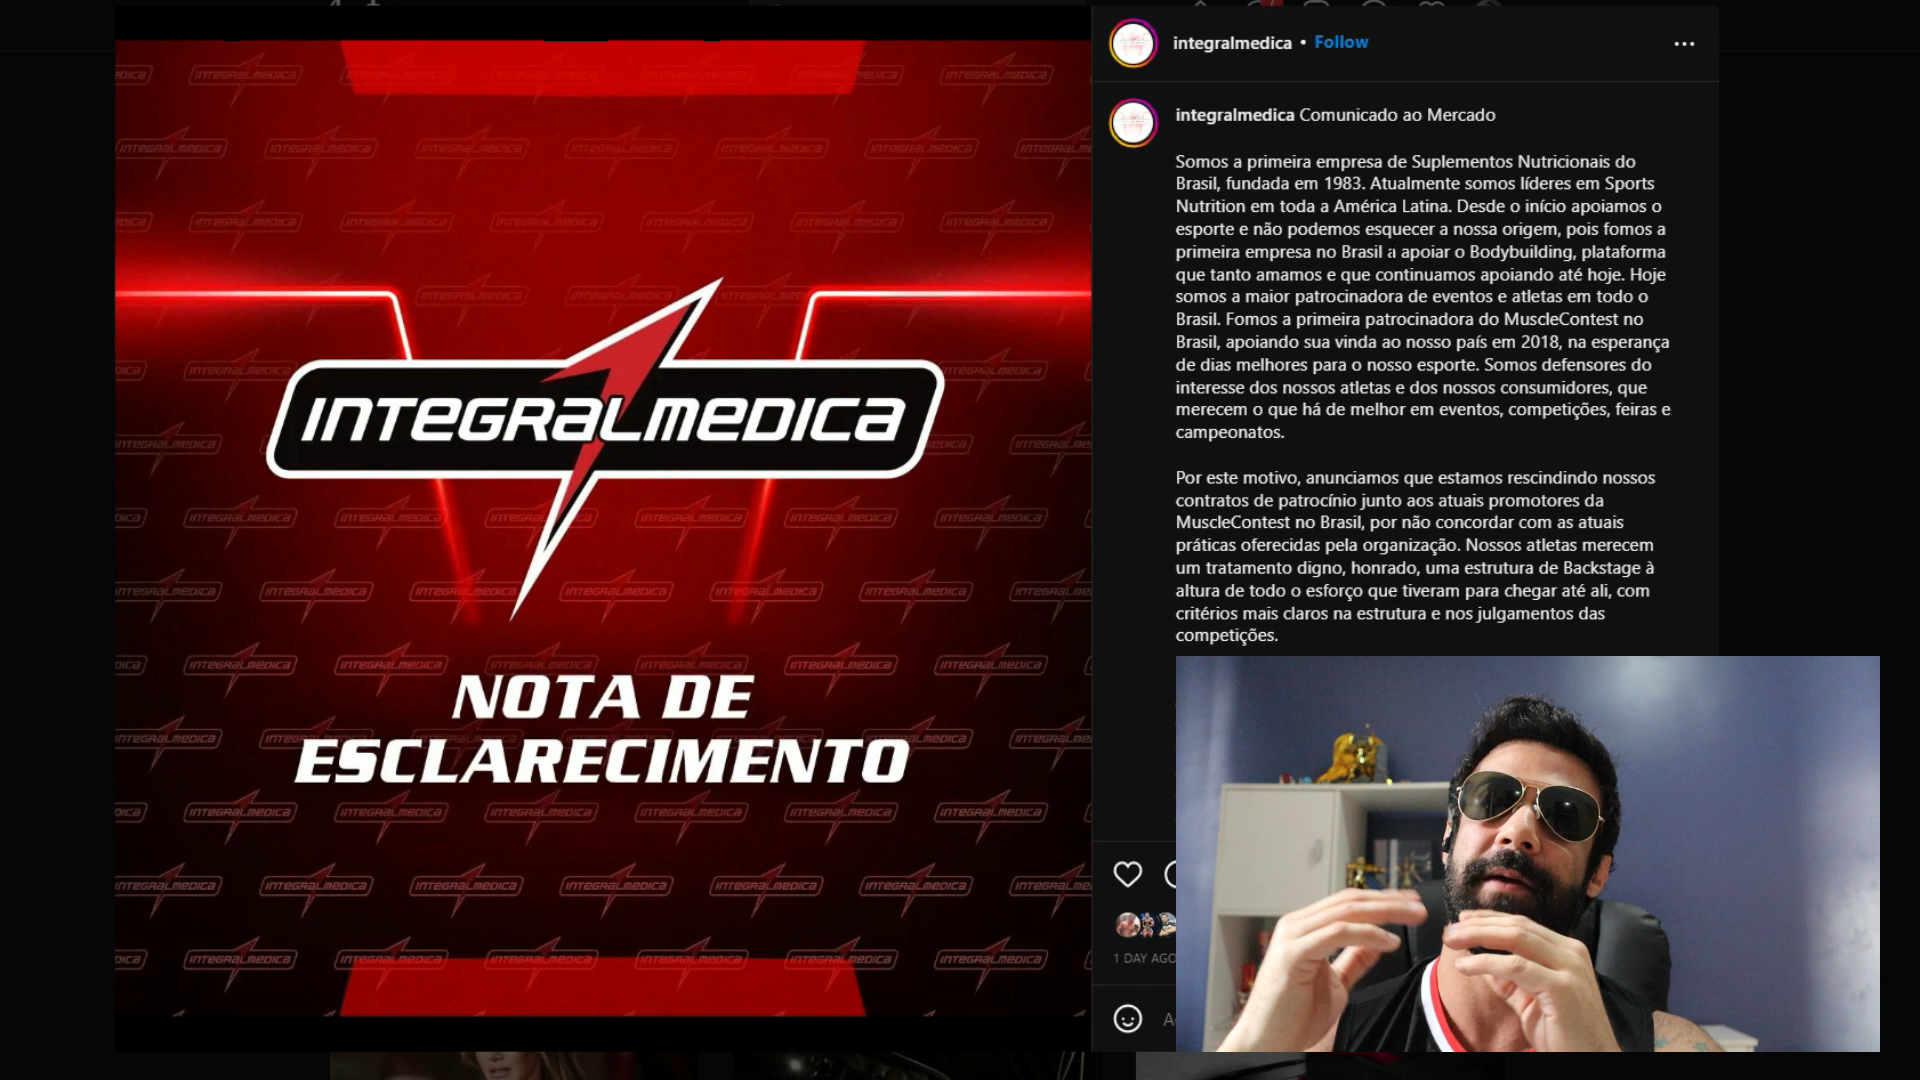 INTEGRALMEDICA
NOTA DE
ESCLARECIMENTO
integralmedica • Follow
integralmedica Comunicado ao Mercado
Somos a primeira empresa de Suplementos Nutricionais do
Brasil, fundada em 1983. Atualmente somos líderes em Sports
Nutrition em toda a América Latina. Desde o início apoiamos o
esporte e não podemos esquecer a nossa origem, pois fomos a
primeira empresa no Brasil a apoiar o Bodybuilding, plataforma
que tanto amamos e que continuamos apoiando até hoje. Hoje
somos a maior patrocinadora de eventos e atletas em todo o
Brasil. Fomos a primeira patrocinadora do MuscleContest no
Brasil, apoiando sua vinda ao nosso país em 2018, na esperança
de dias melhores para o nosso esporte. Somos defensores do
interesse dos nossos atletas e dos nossos consumidores, que
merecem o que há de melhor em eventos, competições, feiras e
campeonatos.
Por este motivo, anunciamos que estamos rescindindo nossos
contratos de patrocínio junto aos atuais promotores da
MuscleContest no Brasil, por não concordar com as atuais
práticas oferecidas pela organização. Nossos atletas merecem
um tratamento digno, honrado, uma estrutura de Backstage à
altura de todo o esforço que tiveram para chegar até ali, com
critérios mais claros na estrutura e nos julgamentos das
competições.
1 DAY AGO